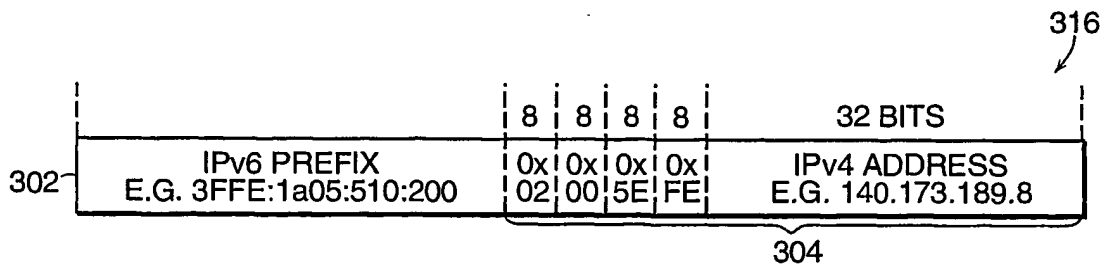 316
8 8 8 8 32 BITS
302 IPv6 PREFIX 0x 0x 0x 0x IPv4 ADDRESS
E.G. 3FFE:1a05:510:200 02 00 5E FE E.G. 140.173.189.8
304